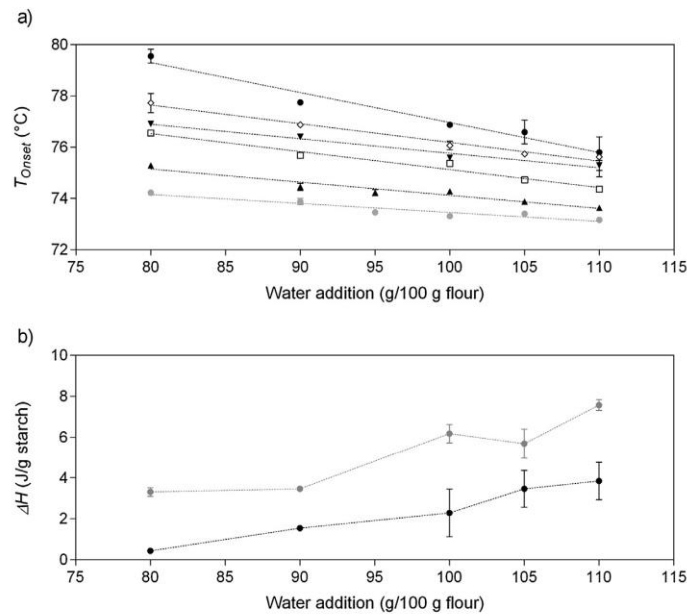 a)
80
78
76
74
72
T_Onset (°C)
75 80 85 90 95 100 105 110 115
Water addition (g/100 g flour)
b)
10
8
6
4
2
0
ΔH (J/g starch)
75 80 85 90 95 100 105 110 115
Water addition (g/100 g flour)